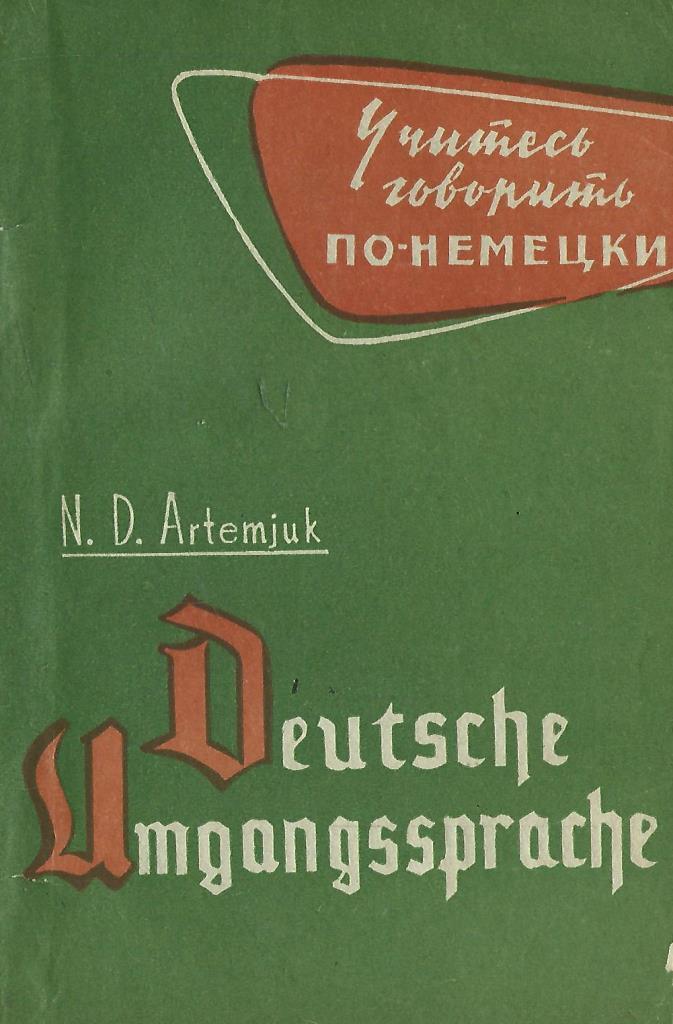 Учитесь
говорить
ПО-НЕМЕЦКИ
N. D. Artemjuk
Deutsche
Umgangssprache